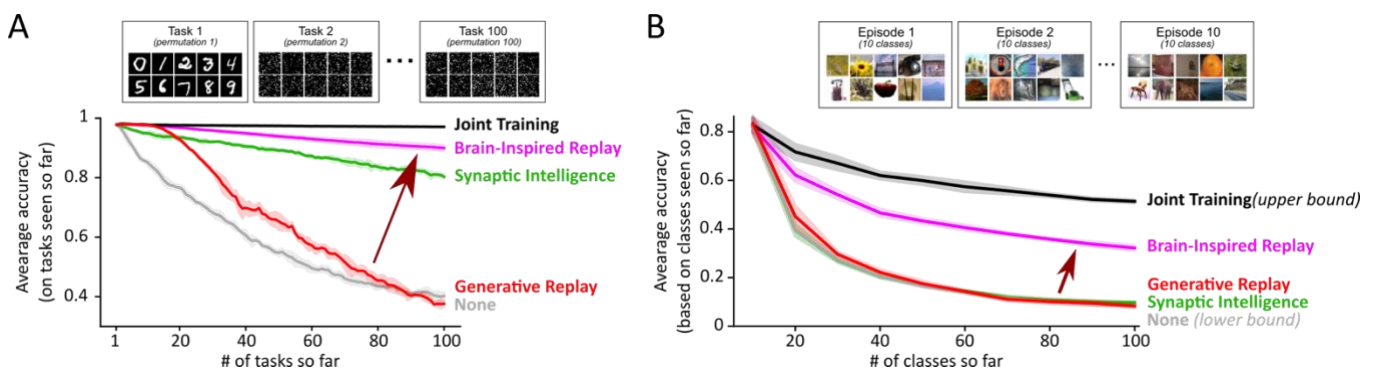 A
Task 1
(permutation 1)
Task 2
(permutation 2)
...
Task 100
(permutation 100)
0 1 2 3 4
5 6 7 8 9
Avearage accuracy
(on tasks seen so far)
1
0.8
0.6
0.4
Joint Training
Brain-Inspired Replay
Synaptic Intelligence
Generative Replay
None
1 20 40 60 80 100
# of tasks so far
B
Episode 1
(10 classes)
Episode 2
(10 classes)
...
Episode 10
(10 classes)
Avearage accuracy
(based on classes seen so far)
0.8
0.6
0.4
0.2
0
Joint Training(upper bound)
Brain-Inspired Replay
Generative Replay
Synaptic Intelligence
None (lower bound)
20 40 60 80 100
# of classes so far